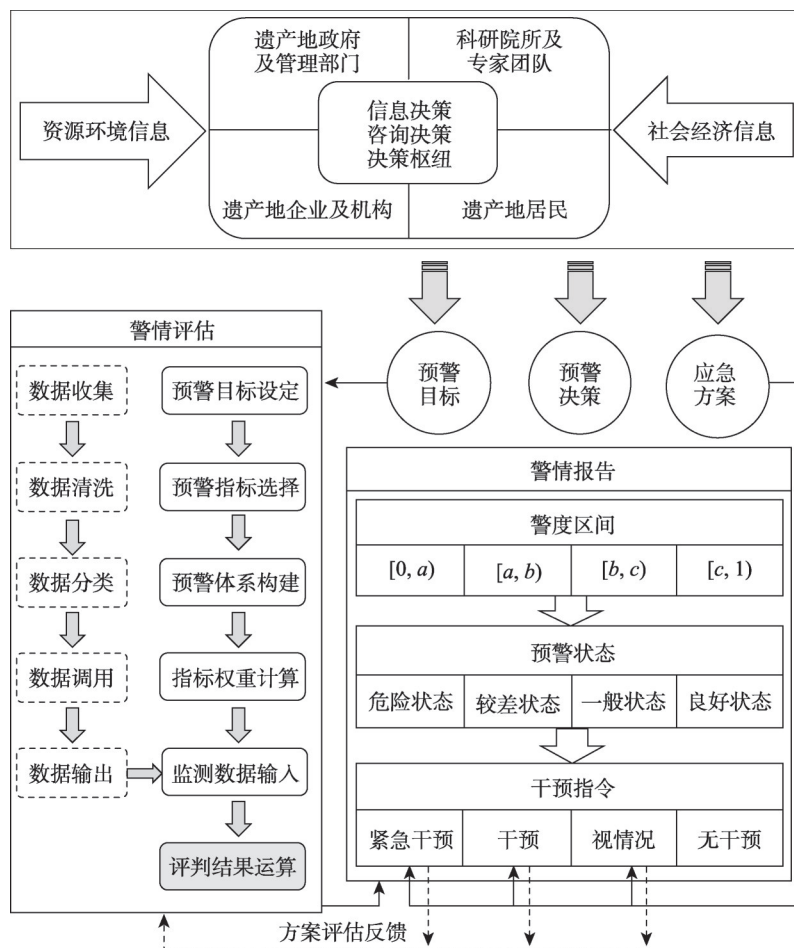 遗产地政府
及管理部门
科研院所及
专家团队
资源环境信息
信息决策
咨询决策
决策枢纽
社会经济信息
遗产地企业及机构
遗产地居民
预警
目标
预警
决策
应急
方案
警情评估
数据收集
预警目标设定
数据清洗
预警指标选择
数据分类
预警体系构建
数据调用
指标权重计算
数据输出
监测数据输入
评判结果运算
警情报告
警度区间
[0, a) [a, b) [b, c) [c, 1)
预警状态
危险状态 较差状态 一般状态 良好状态
干预指令
紧急干预 干预 视情况 无干预
方案评估反馈